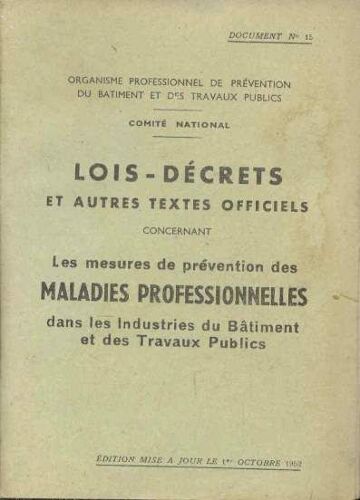 DOCUMENT N° 15
ORGANISME PROFESSIONNEL DE PRÉVENTION
DU BATIMENT ET DES TRAVAUX PUBLICS
COMITÉ NATIONAL
LOIS - DÉCRETS
ET AUTRES TEXTES OFFICIELS
CONCERNANT
Les mesures de prévention des
MALADIES PROFESSIONNELLES
dans les Industries du Bâtiment
et des Travaux Publics
ÉDITION MISE A JOUR LE 1er OCTOBRE 1952